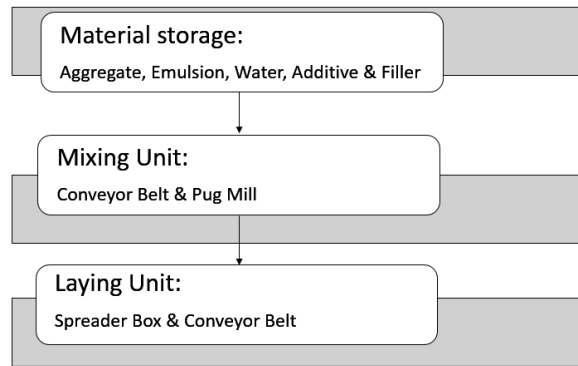 Material storage:
Aggregate, Emulsion, Water, Additive & Filler
Mixing Unit:
Conveyor Belt & Pug Mill
Laying Unit:
Spreader Box & Conveyor Belt